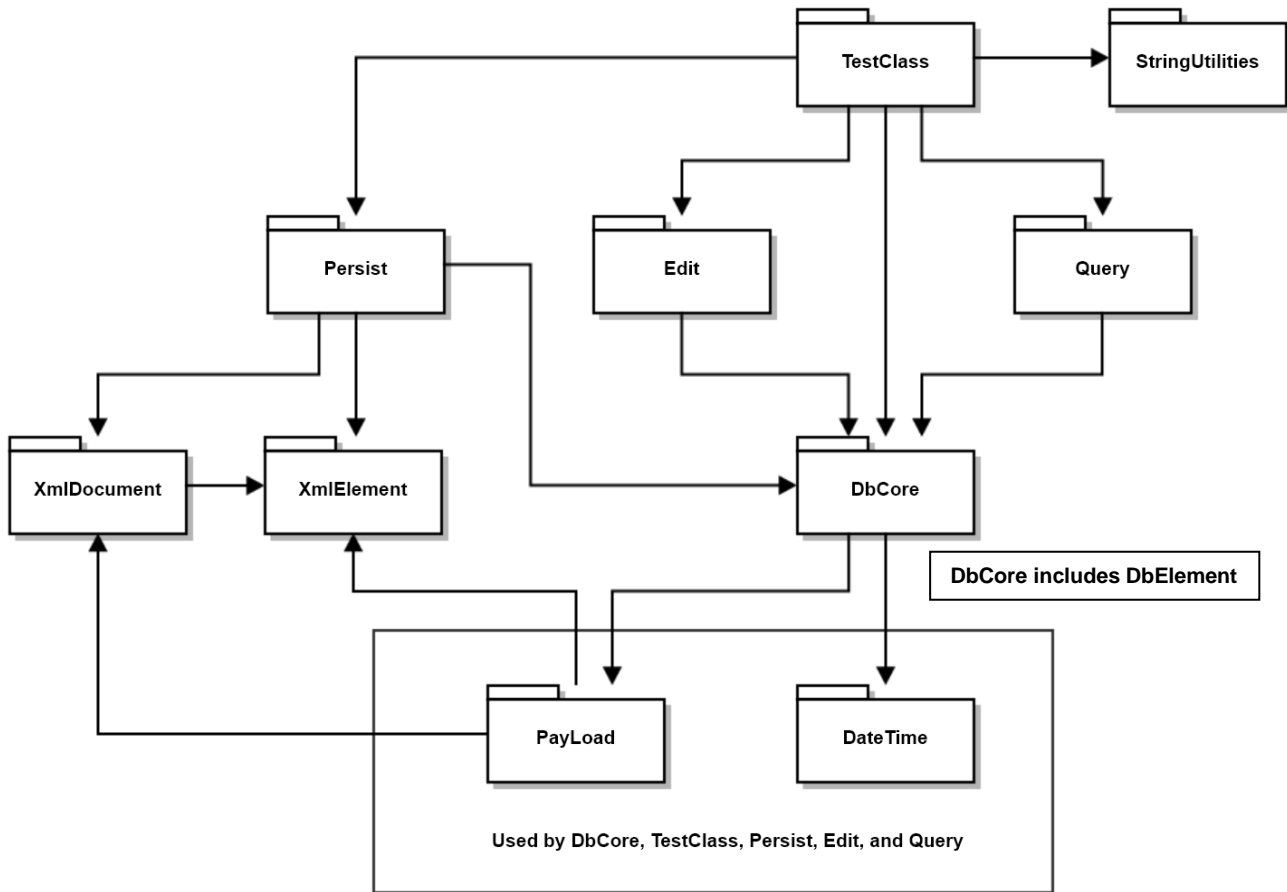 TestClass
StringUtilities
Persist
Edit
Query
XmlDocument
XmlElement
DbCore
DbCore includes DbElement
PayLoad
DateTime
Used by DbCore, TestClass, Persist, Edit, and Query